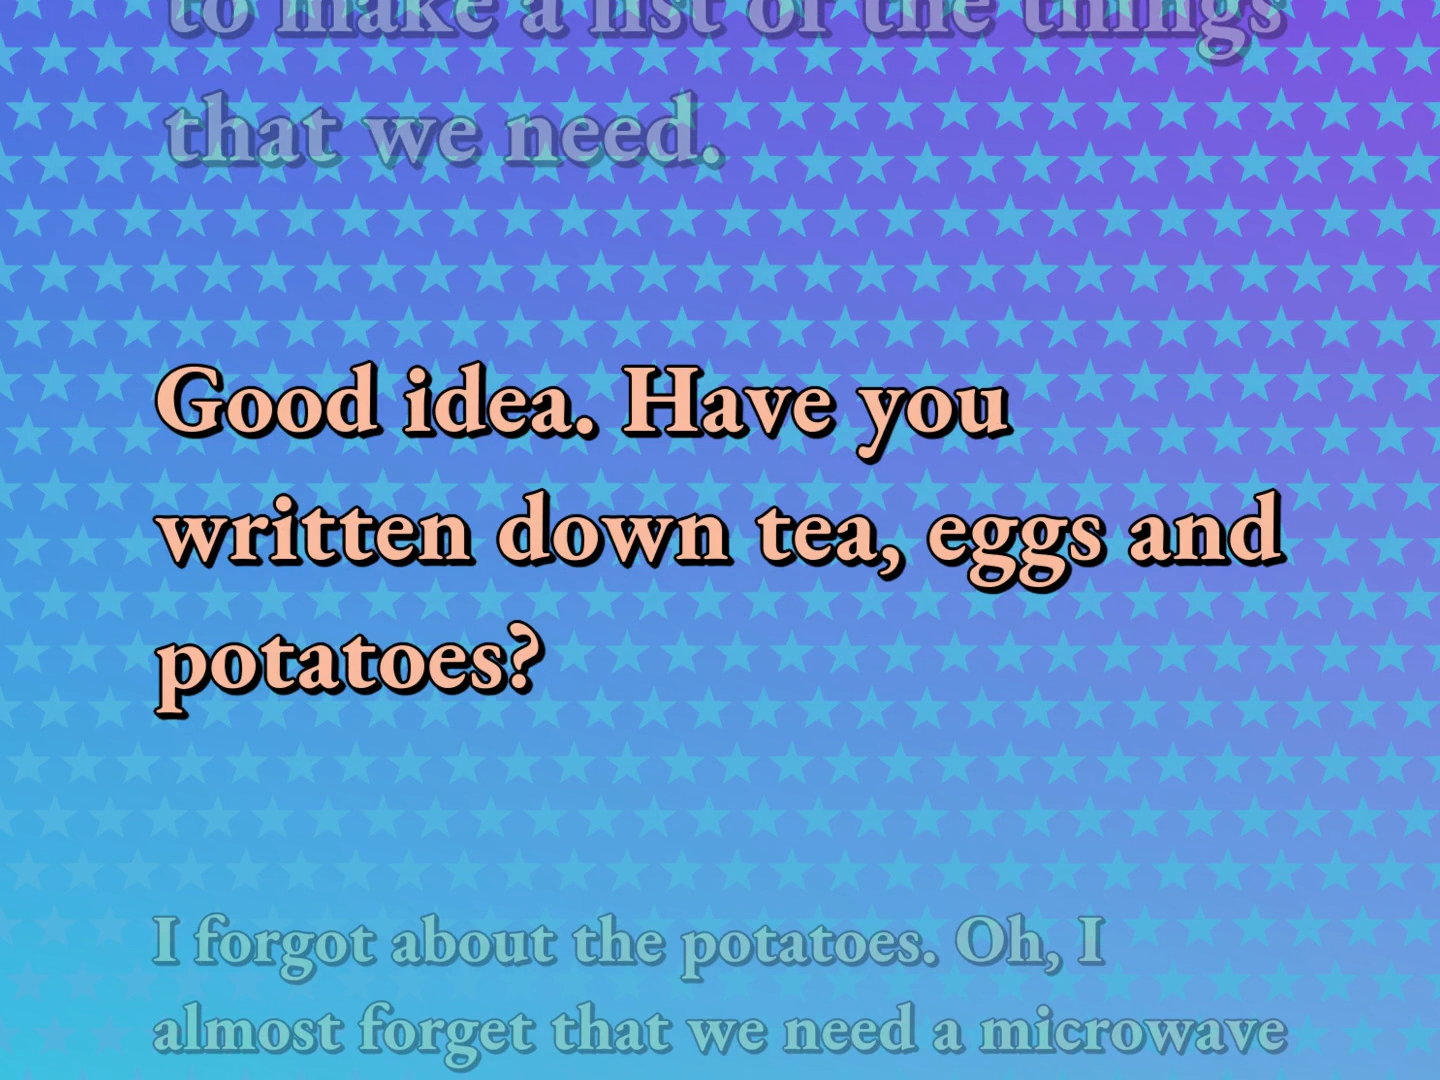 to make a list of the things
that we need.
Good idea. Have you
written down tea, eggs and
potatoes?
I forgot about the potatoes. Oh, I
almost forget that we need a microwave